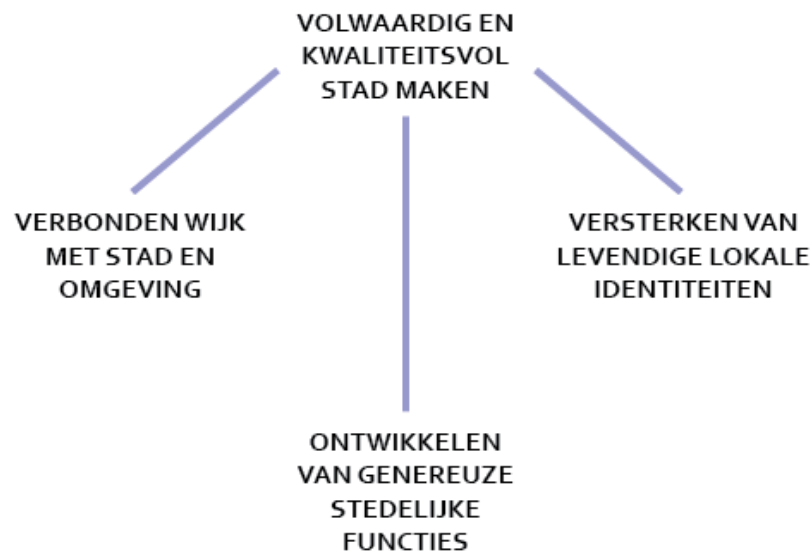 VOLWAARDIG EN
KWALITEITSVOL
STAD MAKEN
VERBONDEN WIJK
MET STAD EN
OMGEVING
VERSTERKEN VAN
LEVENDIGE LOKALE
IDENTITEITEN
ONTWIKKELEN
VAN GENEREUZE
STEDELIJKE
FUNCTIES